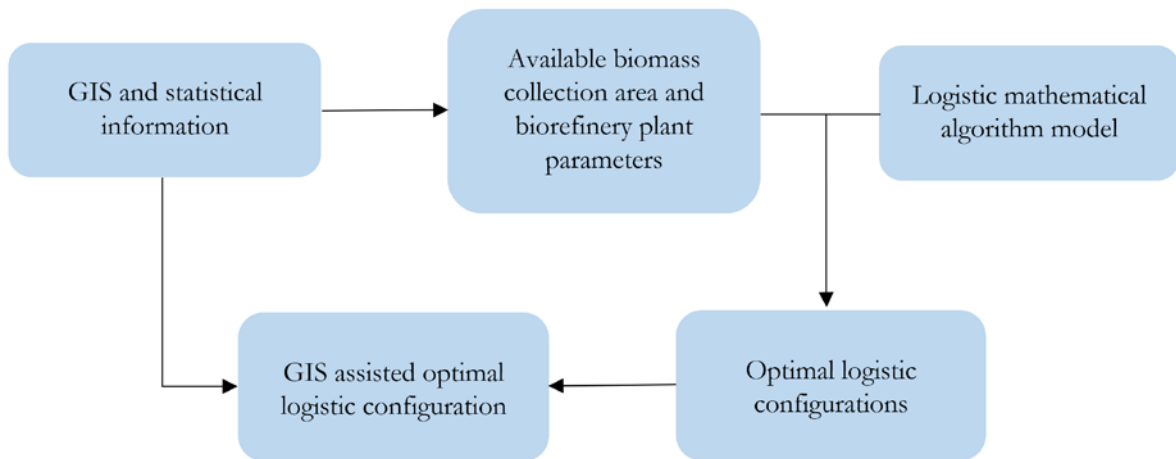 GIS and statistical
information
Available biomass
collection area and
biorefinery plant
parameters
Logistic mathematical
algorithm model
GIS assisted optimal
logistic configuration
Optimal logistic
configurations